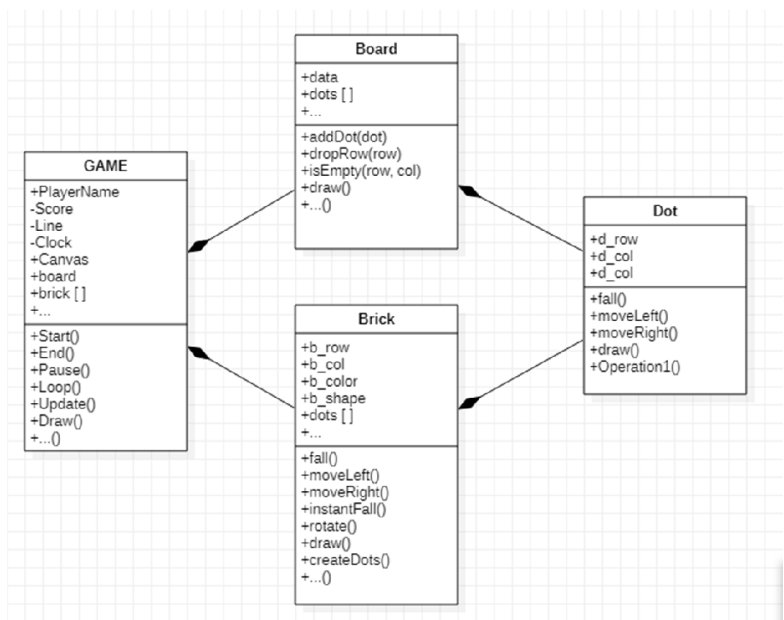 GAME
+PlayerName
-Score
-Line
-Clock
+Canvas
+board
+brick [ ]
+...
+Start()
+End()
+Pause()
+Loop()
+Update()
+Draw()
+...()
Board
+data
+dots [ ]
+...
+addDot(dot)
+dropRow(row)
+isEmpty(row, col)
+draw()
+...()
Brick
+b_row
+b_col
+b_color
+b_shape
+dots [ ]
+...
+fall()
+moveLeft()
+moveRight()
+instantFall()
+rotate()
+draw()
+createDots()
+...()
Dot
+d_row
+d_col
+d_col
+fall()
+moveLeft()
+moveRight()
+draw()
+Operation1()